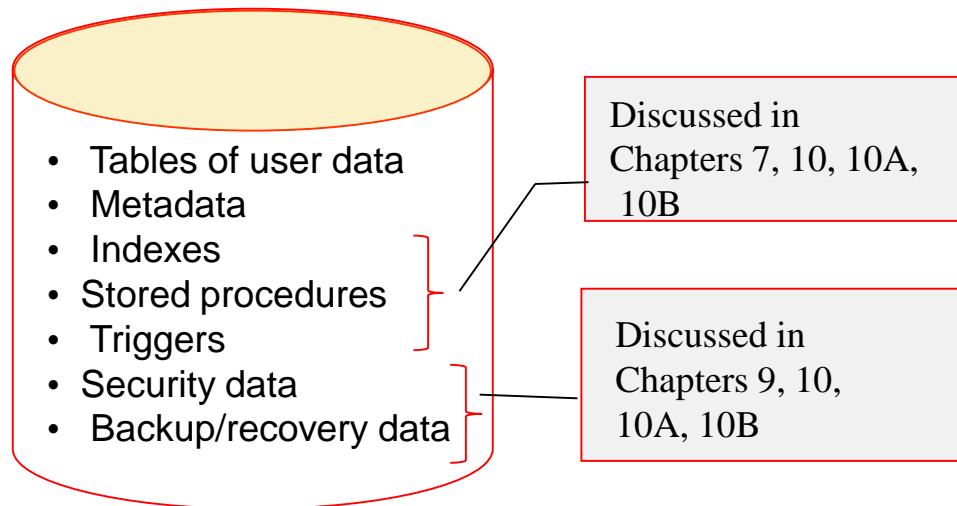 • Tables of user data
• Metadata
• Indexes
• Stored procedures
• Triggers
• Security data
• Backup/recovery data
Discussed in
Chapters 7, 10, 10A,
10B
Discussed in
Chapters 9, 10,
10A, 10B